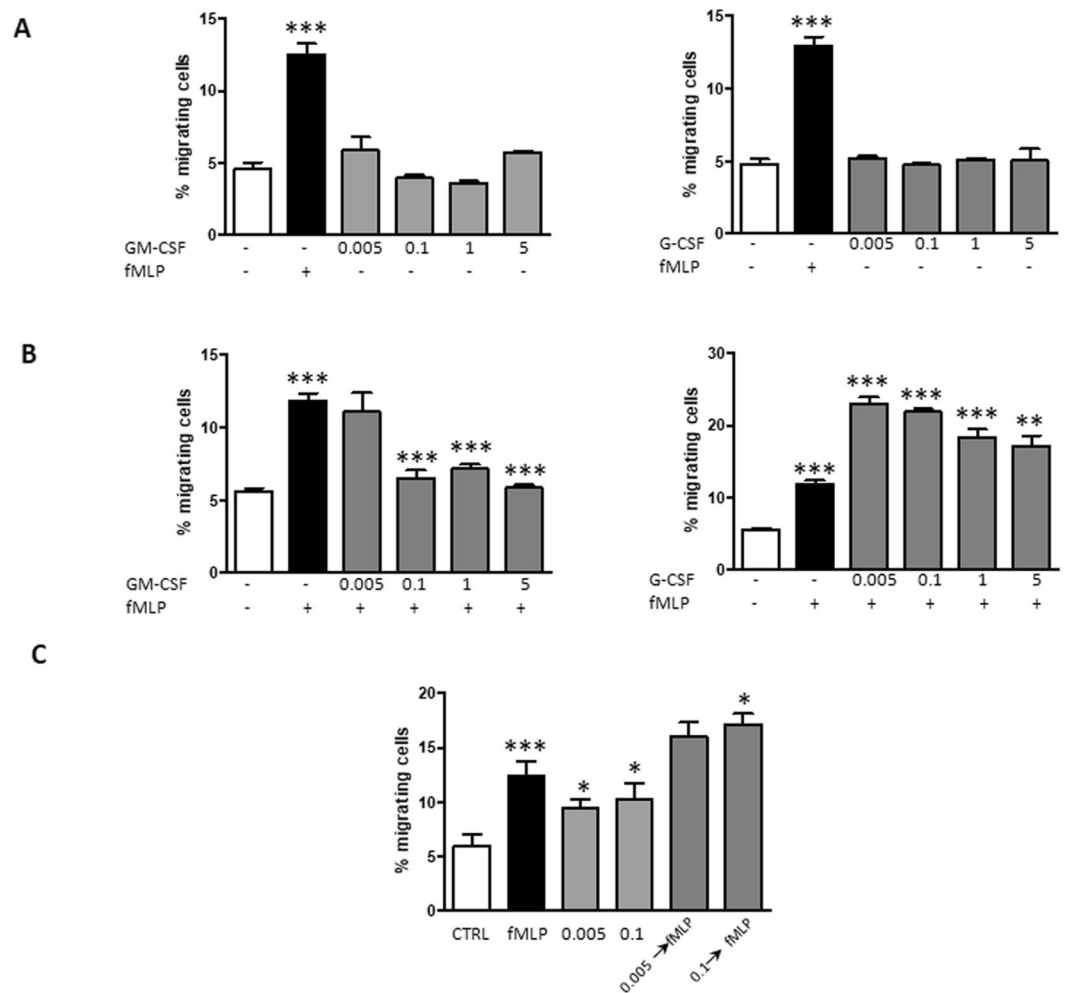 A
% migrating cells
15
10
5
0
***
GM-CSF - - 0.005 0.1 1 5
fMLP - + - - - -
% migrating cells
15
10
5
0
***
G-CSF - - 0.005 0.1 1 5
fMLP - + - - - -
B
% migrating cells
15
10
5
0
*** *** *** ***
GM-CSF - - 0.005 0.1 1 5
fMLP - + + + + +
% migrating cells
30
20
10
0
*** *** *** *** **
G-CSF - - 0.005 0.1 1 5
fMLP - + + + + +
C
% migrating cells
20
15
10
5
0
*** * * *
CTRL fMLP 0.005 0.1 0.005 → fMLP 0.1 → fMLP